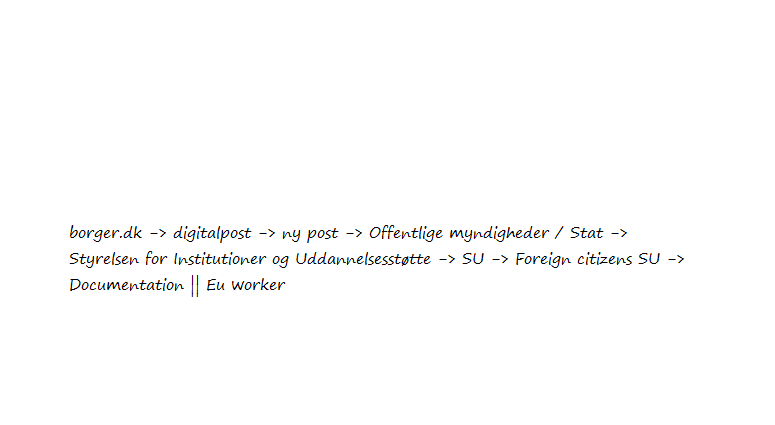 borger.dk -> digitalpost -> ny post -> Offentlige myndigheder / Stat ->
Styrelsen for Institutioner og Uddannelsesstøtte -> SU -> Foreign citizens SU ->
Documentation || Eu worker